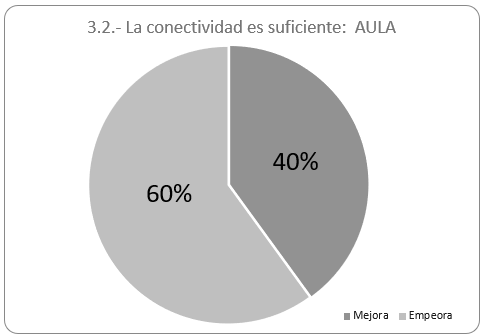 3.2.- La conectividad es suficiente:  AULA
40%
60%
Mejora
Empeora